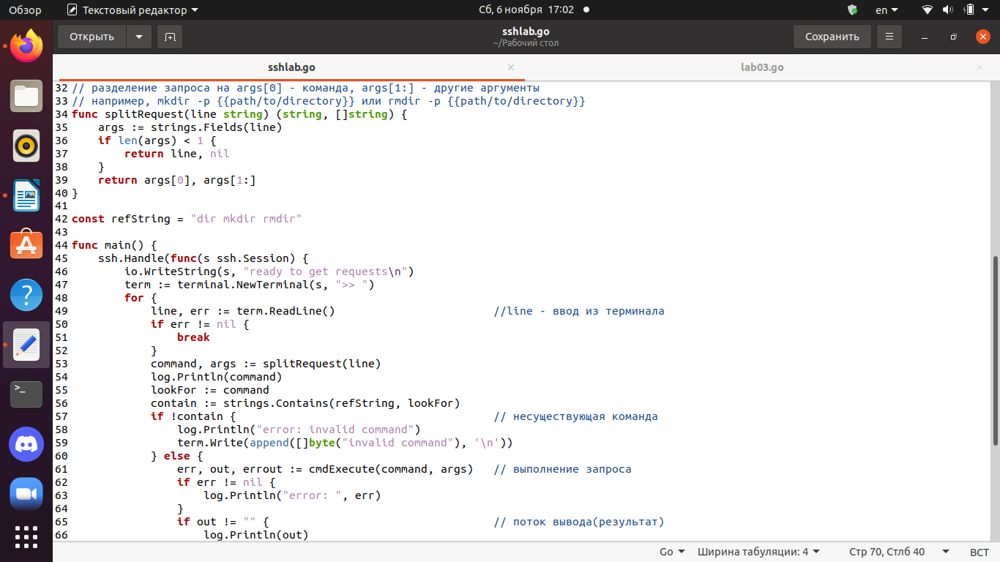 Обзор
Текстовый редактор
Сб, 6 ноября 17:02
en
Открыть
sshlab.go
~/Рабочий стол
Сохранить
sshlab.go
lab03.go
32 // разделение запроса на args[0] - команда, args[1:] - другие аргументы
33 // например, mkdir -p {{path/to/directory}} или rmdir -p {{path/to/directory}}
34 func splitRequest(line string) (string, []string) {
35     args := strings.Fields(line)
36     if len(args) < 1 {
37         return line, nil
38     }
39     return args[0], args[1:]
40 }
41
42 const refString = "dir mkdir rmdir"
43
44 func main() {
45     ssh.Handle(func(s ssh.Session) {
46         io.WriteString(s, "ready to get requests\n")
47         term := terminal.NewTerminal(s, ">> ")
48         for {
49             line, err := term.ReadLine()                        //line - ввод из терминала
50             if err != nil {
51                 break
52             }
53             command, args := splitRequest(line)
54             log.Println(command)
55             lookFor := command
56             contain := strings.Contains(refString, lookFor)
57             if !contain {                                       // несуществующая команда
58                 log.Println("error: invalid command")
59                 term.Write(append([]byte("invalid command"), '\n'))
60             } else {
61                 err, out, errout := cmdExecute(command, args)   // выполнение запроса
62                 if err != nil {
63                     log.Println("error: ", err)
64                 }
65                 if out != "" {                                  // поток вывода(результат)
66                     log.Println(out)
Go
Ширина табуляции: 4
Стр 70, Стлб 40
ВСТ